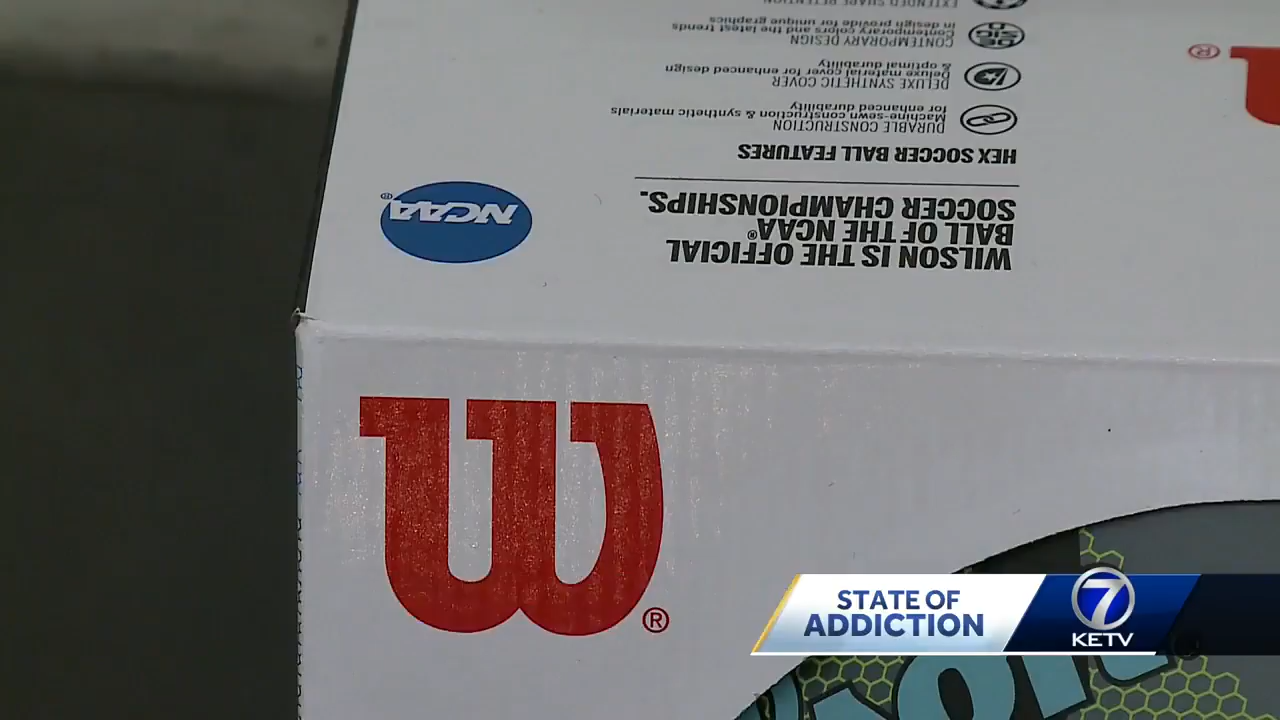 WILSON IS THE OFFICIAL
BALL OF THE NCAA®
SOCCER CHAMPIONSHIPS.
NCAA®
HEX SOCCER BALL FEATURES
DURABLE CONSTRUCTION
Machine-sewn construction & synthetic materials
for enhanced durability
DELUXE SYNTHETIC COVER
Deluxe material cover for enhanced design
& optimal durability
CONTEMPORARY DESIGN
Contemporary colors and the latest trends
in design provide for unique graphics
EXTENDED SHAPE RETENTION
DE
SIG
N
®
W®
STATE OF
ADDICTION
7
KETV